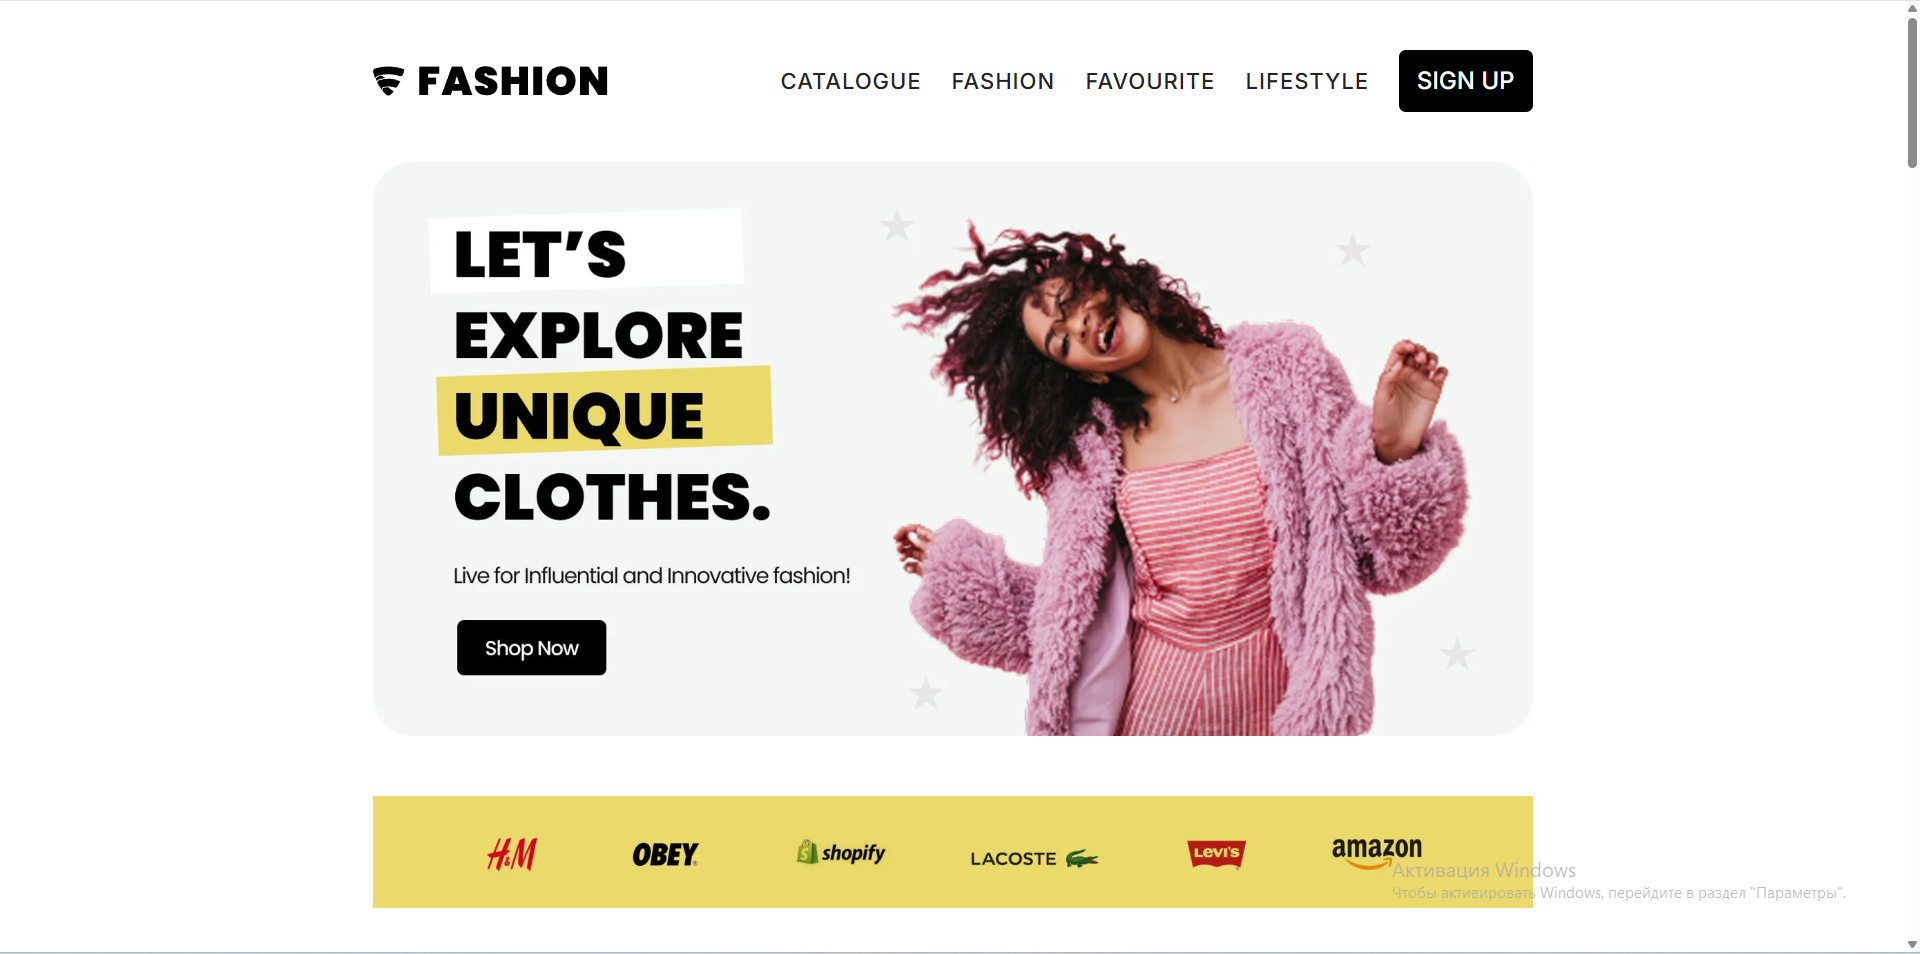 FASHION
CATALOGUE FASHION FAVOURITE LIFESTYLE SIGN UP
LET’S
EXPLORE
UNIQUE
CLOTHES.
Live for Influential and Innovative fashion!
Shop Now
H&M OBEY shopify LACOSTE LEVI'S amazon
Активация Windows
Чтобы активировать Windows, перейдите в раздел "Параметры".